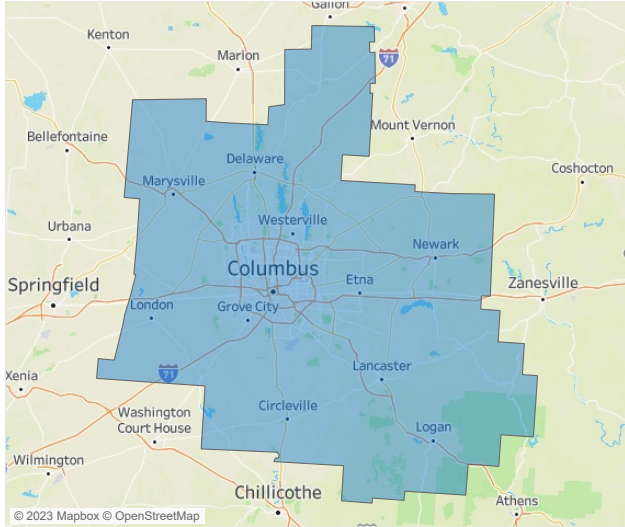 Galion
Kenton
Marion
71
Mount Vernon
Bellefontaine
Delaware
Coshocton
Marysville
Urbana
Westerville
Newark
Columbus
Springfield
Etna
Zanesville
London
Grove City
Xenia
71
Lancaster
Washington
Court House
Circleville
Logan
Wilmington
Chillicothe
Athens
© 2023 Mapbox © OpenStreetMap